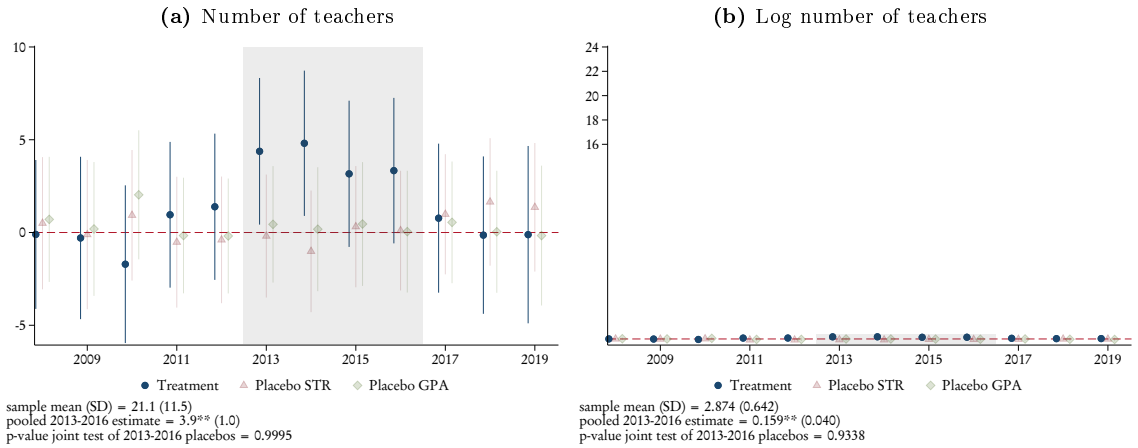 (a) Number of teachers
10
5
0
-5
2009 2011 2013 2015 2017 2019
Treatment Placebo STR Placebo GPA
sample mean (SD) = 21.1 (11.5)
pooled 2013-2016 estimate = 3.9** (1.0)
p-value joint test of 2013-2016 placebos = 0.9995
(b) Log number of teachers
24
22
20
16
2009 2011 2013 2015 2017 2019
Treatment Placebo STR Placebo GPA
sample mean (SD) = 2.874 (0.642)
pooled 2013-2016 estimate = 0.159** (0.040)
p-value joint test of 2013-2016 placebos = 0.9338